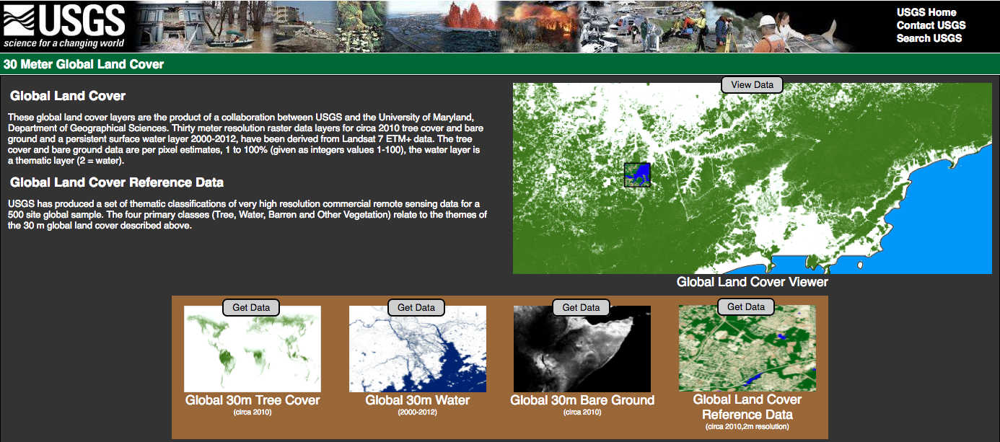 USGS
science for a changing world
USGS Home
Contact USGS
Search USGS
30 Meter Global Land Cover
Global Land Cover
These global land cover layers are the product of a collaboration between USGS and the University of Maryland,
Department of Geographical Sciences. Thirty meter resolution raster data layers for circa 2010 tree cover and bare
ground and a persistent surface water layer 2000-2012, have been derived from Landsat 7 ETM+ data. The tree
cover and bare ground data are per pixel estimates, 1 to 100% (given as integers values 1-100), the water layer is
a thematic layer (2 = water).
Global Land Cover Reference Data
USGS has produced a set of thematic classifications of very high resolution commercial remote sensing data for a
500 site global sample. The four primary classes (Tree, Water, Barren and Other Vegetation) relate to the themes of
the 30 m global land cover described above.
View Data
Global Land Cover Viewer
Get Data
Global 30m Tree Cover
(circa 2010)
Get Data
Global 30m Water
(2000-2012)
Get Data
Global 30m Bare Ground
(circa 2010)
Get Data
Global Land Cover
Reference Data
(circa 2010,2m resolution)